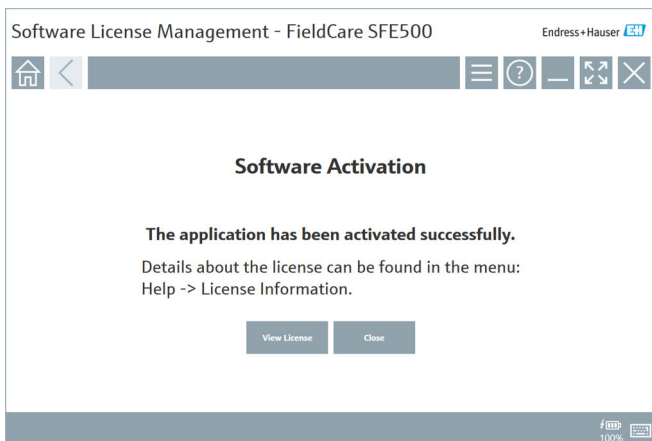 Software License Management - FieldCare SFE500
Endress+Hauser EH
?
Software Activation
The application has been activated successfully.
Details about the license can be found in the menu:
Help -> License Information.
View License
Close
100%